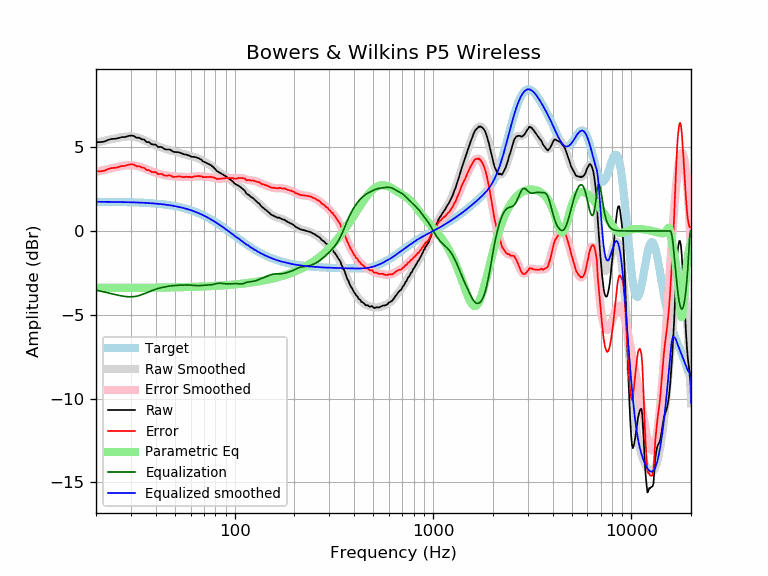 Bowers & Wilkins P5 Wireless
Amplitude (dBr)
5
0
−5
−10
−15
Target
Raw Smoothed
Error Smoothed
Raw
Error
Parametric Eq
Equalization
Equalized smoothed
100
1000
10000
Frequency (Hz)